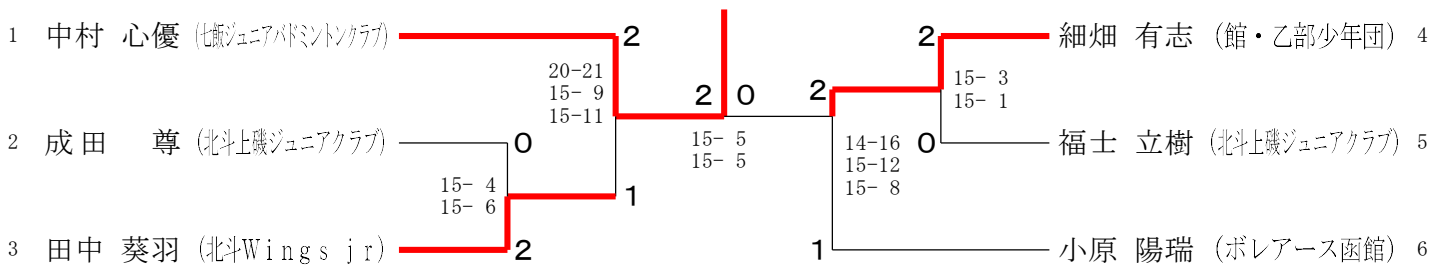 1 中村 心優 (七飯ジュニアバドミントンクラブ) 2
20-21
15- 9
15-11
2 成田 尊 (北斗上磯ジュニアクラブ) 0
15- 4
15- 6
1
3 田中 葵羽 (北斗Wings jr) 2
2 0
15- 5
15- 5
2 細畑 有志 (館・乙部少年団) 4
15- 3
15- 1
2
0 福士 立樹 (北斗上磯ジュニアクラブ) 5
14-16
15-12
15- 8
1 小原 陽瑞 (ボレアース函館) 6